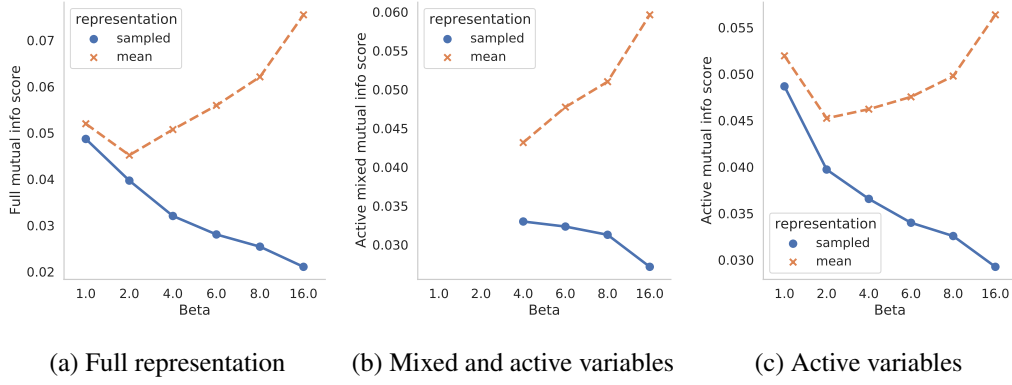 Full mutual info score
0.07
0.06
0.05
0.04
0.03
0.02
representation
sampled
mean
1.0 2.0 4.0 6.0 8.0 16.0
Beta
(a) Full representation
Active mixed mutual info score
0.060
0.055
0.050
0.045
0.040
0.035
0.030
representation
sampled
mean
1.0 2.0 4.0 6.0 8.0 16.0
Beta
(b) Mixed and active variables
Active mutual info score
0.055
0.050
0.045
0.040
0.035
0.030
representation
sampled
mean
1.0 2.0 4.0 6.0 8.0 16.0
Beta
(c) Active variables